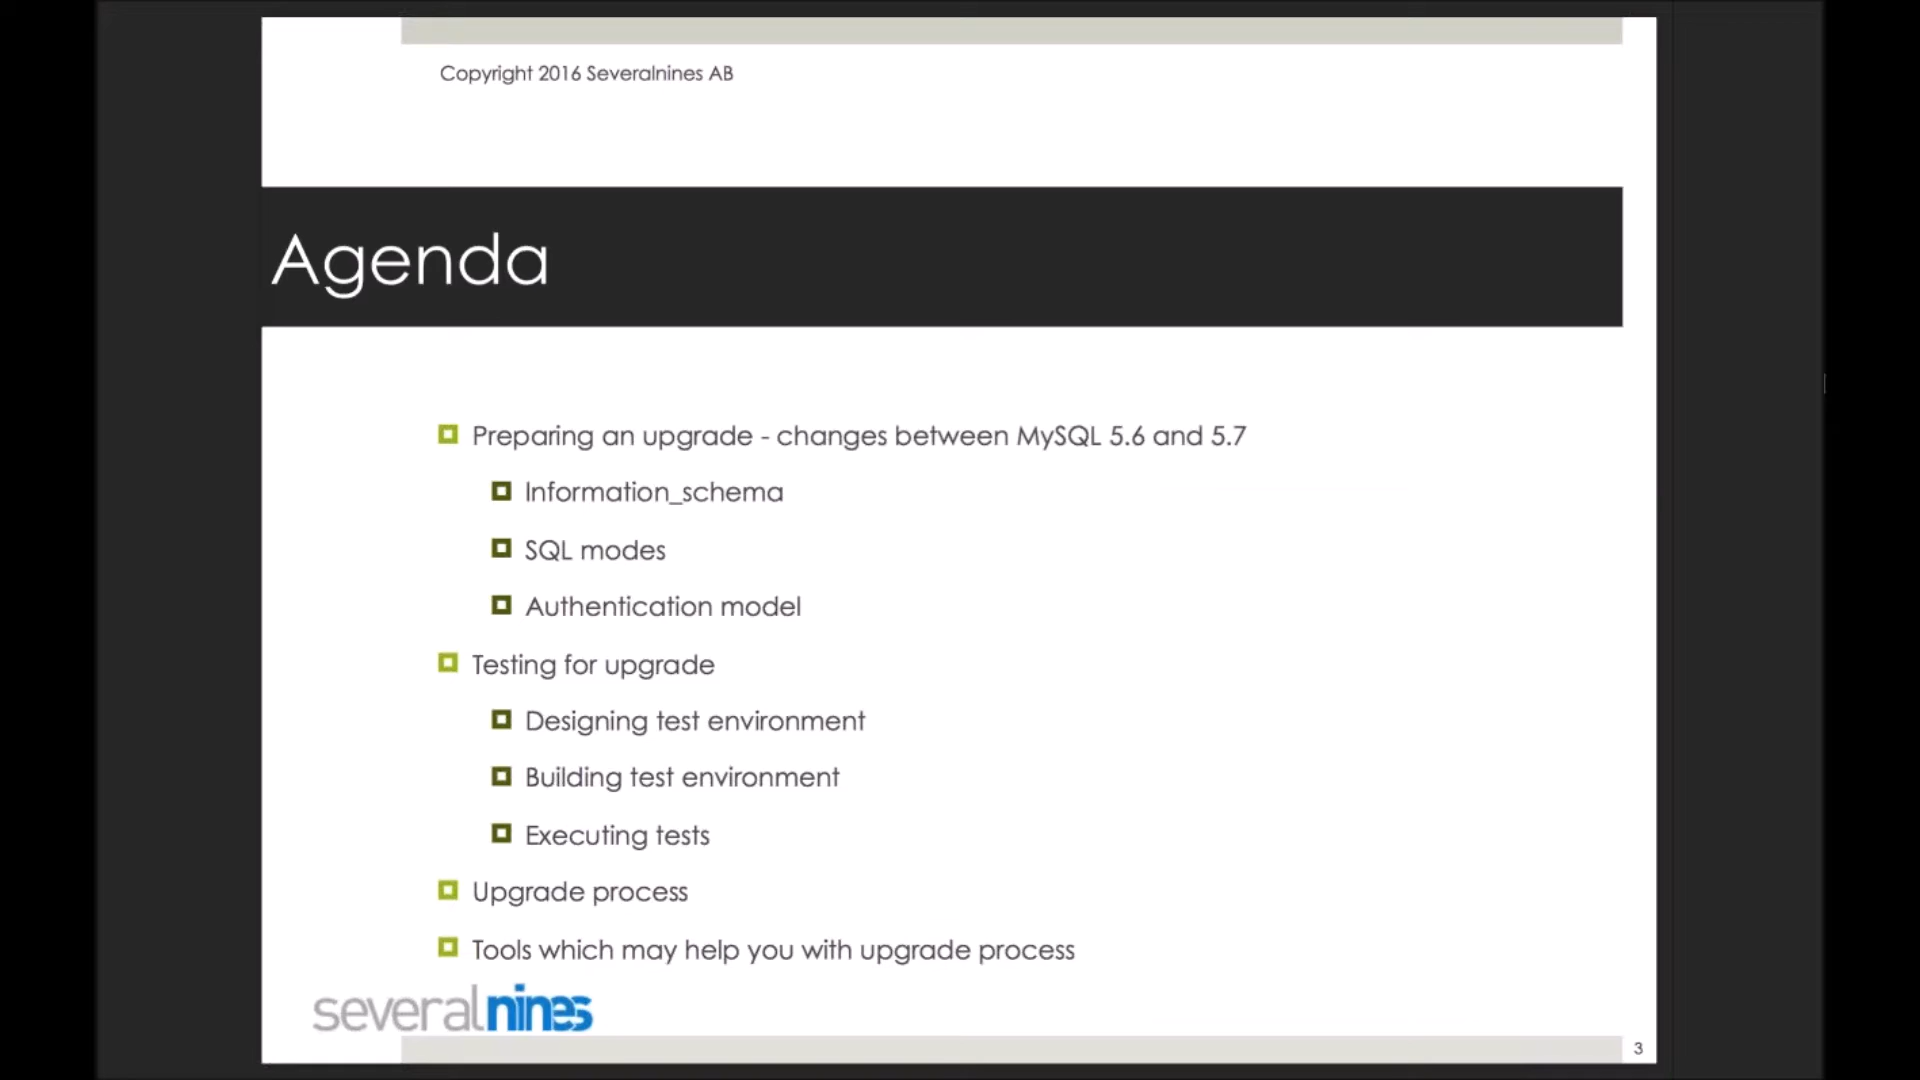 Copyright 2016 Severalnines AB
Agenda
Preparing an upgrade - changes between MySQL 5.6 and 5.7
Information_schema
SQL modes
Authentication model
Testing for upgrade
Designing test environment
Building test environment
Executing tests
Upgrade process
Tools which may help you with upgrade process
severalnines
3